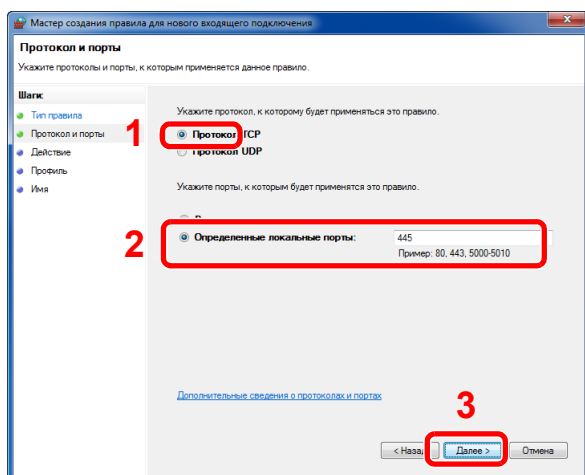 Мастер создания правила для нового входящего подключения
Протокол и порты
Укажите протоколы и порты, к которым применяется данное правило.
Шаги:
Тип правила
Протокол и порты
Действие
Профиль
Имя
Укажите протокол, к которому будет применяться это правило.
1
Протокол TCP
Протокол UDP
Укажите порты, к которым будет применятся это правило.
2
Определенные локальные порты:
445
Пример: 80, 443, 5000-5010
Дополнительные сведения о протоколах и портах
3
< Наза
Далее >
Отмена